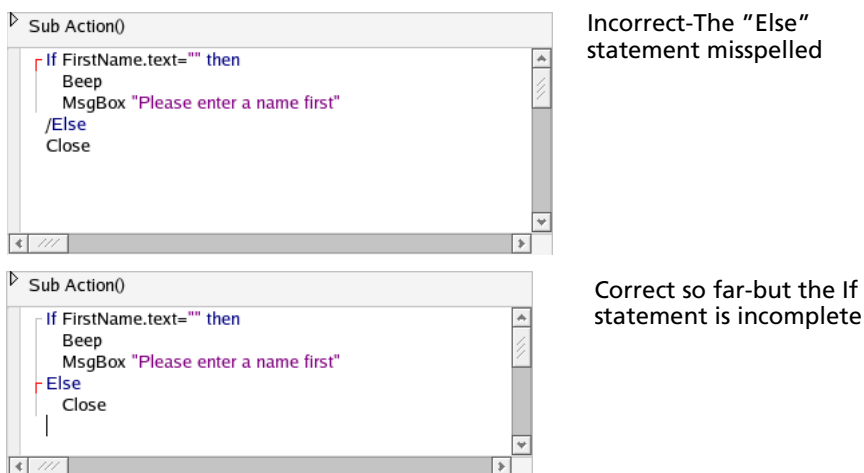 Sub Action()
If FirstName.text="" then
Beep
MsgBox "Please enter a name first"
/Else
Close
Incorrect-The "Else"
statement misspelled
Sub Action()
If FirstName.text="" then
Beep
MsgBox "Please enter a name first"
Else
Close
Correct so far-but the If
statement is incomplete